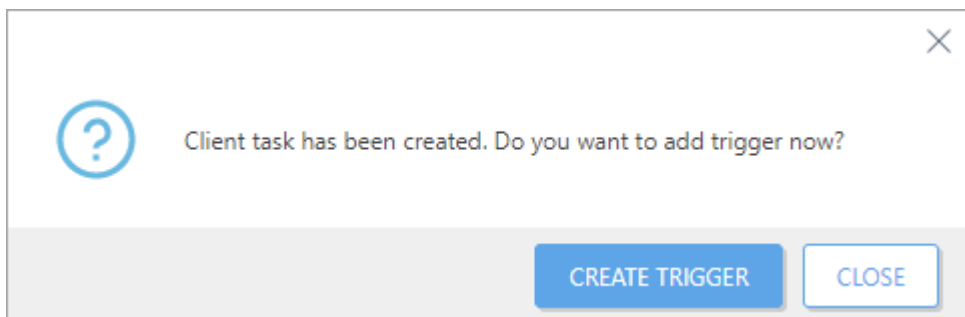 Client task has been created. Do you want to add trigger now?
CREATE TRIGGER
CLOSE